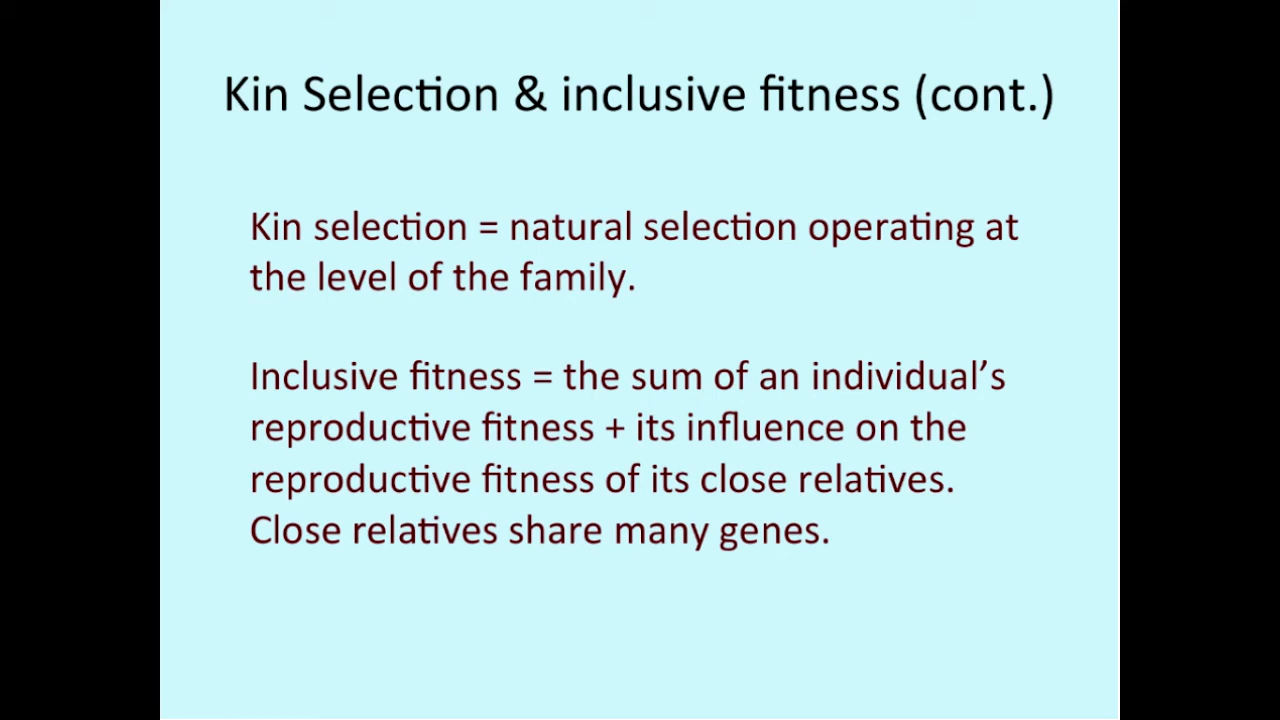 Kin Selection & inclusive fitness (cont.)
Kin selection = natural selection operating at
the level of the family.
Inclusive fitness = the sum of an individual’s
reproductive fitness + its influence on the
reproductive fitness of its close relatives.
Close relatives share many genes.